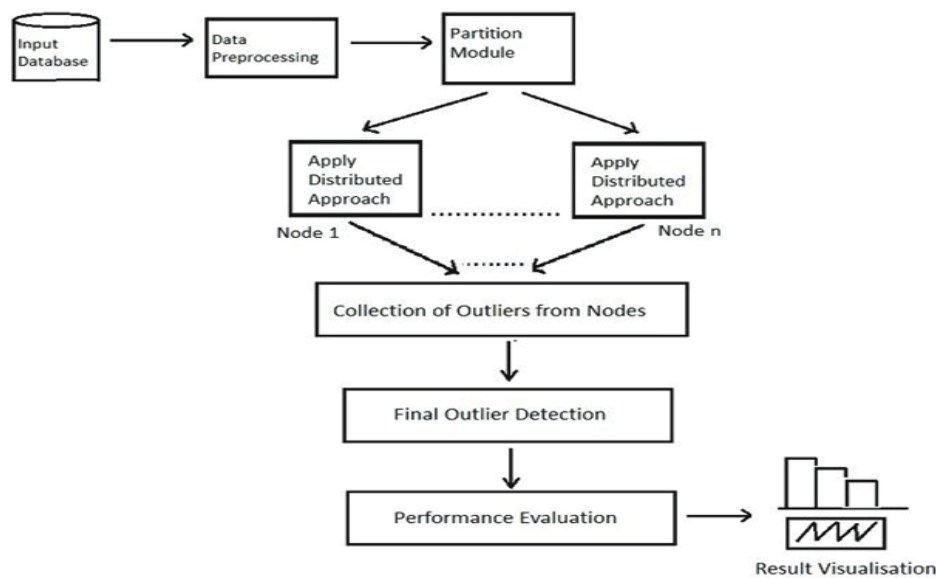 Input
Database
Data
Preprocessing
Partition
Module
Apply
Distributed
Approach
Apply
Distributed
Approach
Node 1
Node n
Collection of Outliers from Nodes
Final Outlier Detection
Performance Evaluation
Result Visualisation